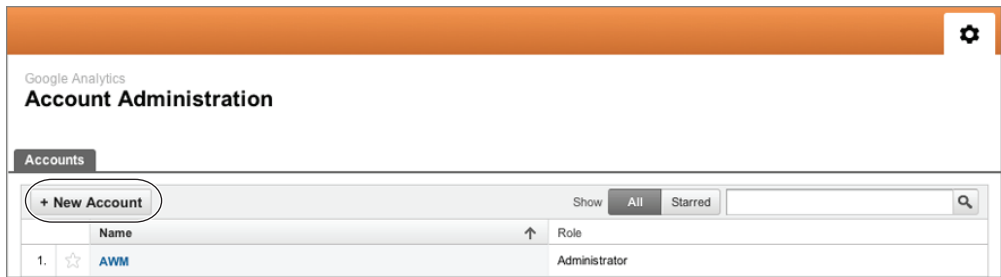 Google Analytics
Account Administration
Accounts
+ New Account Show All Starred
Name Role
1. AWM Administrator